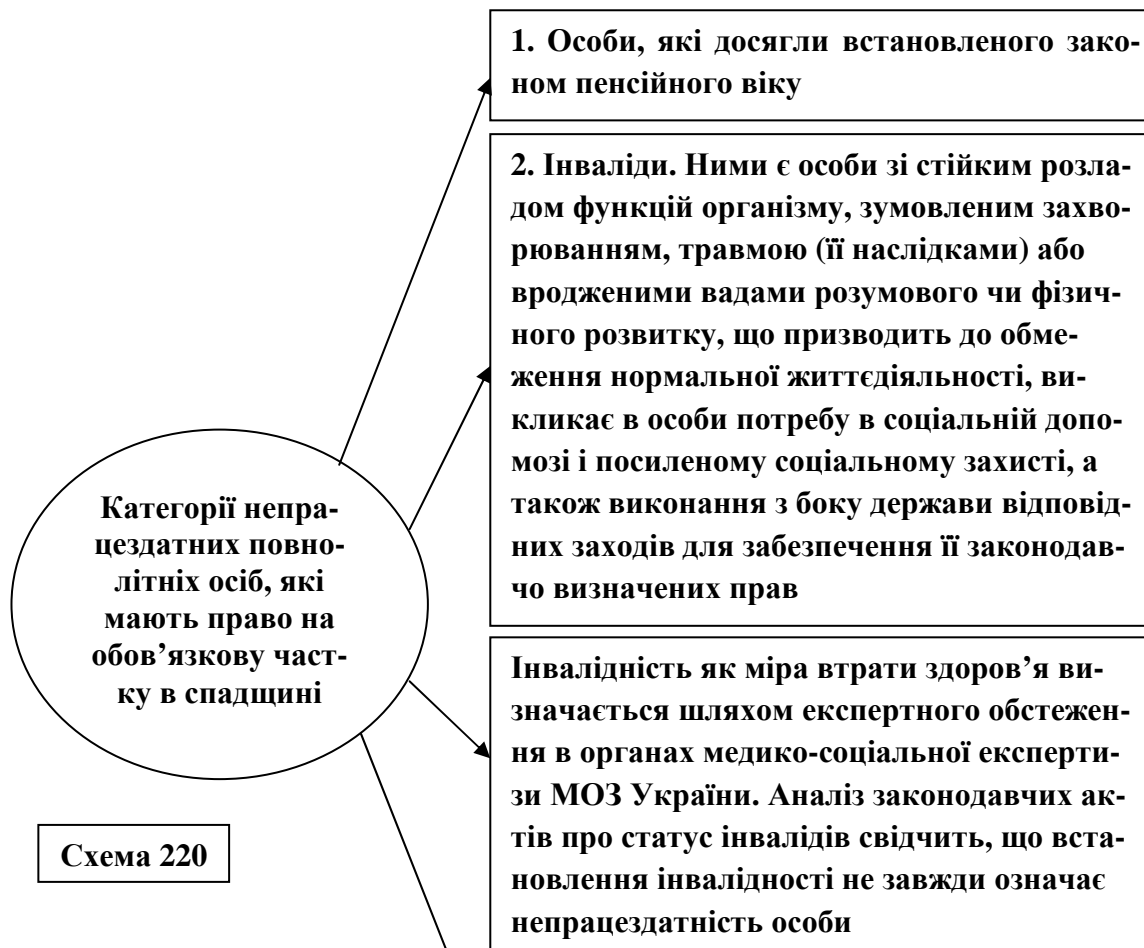 1. Особи, які досягли встановленого зако-
ном пенсійного віку
2. Інваліди. Ними є особи зі стійким розла-
дом функцій організму, зумовленим захво-
рюванням, травмою (її наслідками) або
вродженими вадами розумового чи фізич-
ного розвитку, що призводить до обме-
ження нормальної життєдіяльності, ви-
кликає в особи потребу в соціальній допо-
мозі і посиленому соціальному захисті, а
також виконання з боку держави відповід-
них заходів для забезпечення її законодав-
чо визначених прав
Категорії непра-
цездатних повно-
літніх осіб, які
мають право на
обов’язкову част-
ку в спадщині
Інвалідність як міра втрати здоров’я ви-
значається шляхом експертного обстежен-
ня в органах медико-соціальної експерти-
зи МОЗ України. Аналіз законодавчих ак-
тів про статус інвалідів свідчить, що вста-
новлення інвалідності не завжди означає
непрацездатність особи
Схема 220